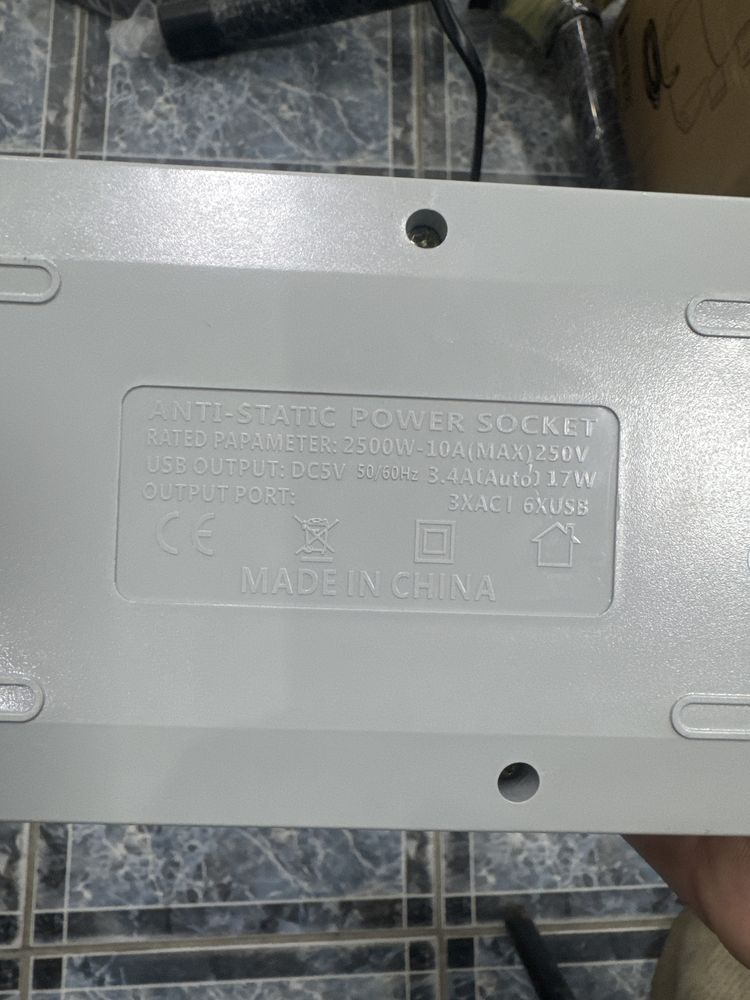 ANTI-STATIC POWER SOCKET
RATED PAPAMETER: 2500W-10A(MAX)250V
USB OUTPUT: DC5V 50/60Hz 3.4A(Auto) 17W
OUTPUT PORT: 3XAC| 6XUSB
CE
MADE IN CHINA